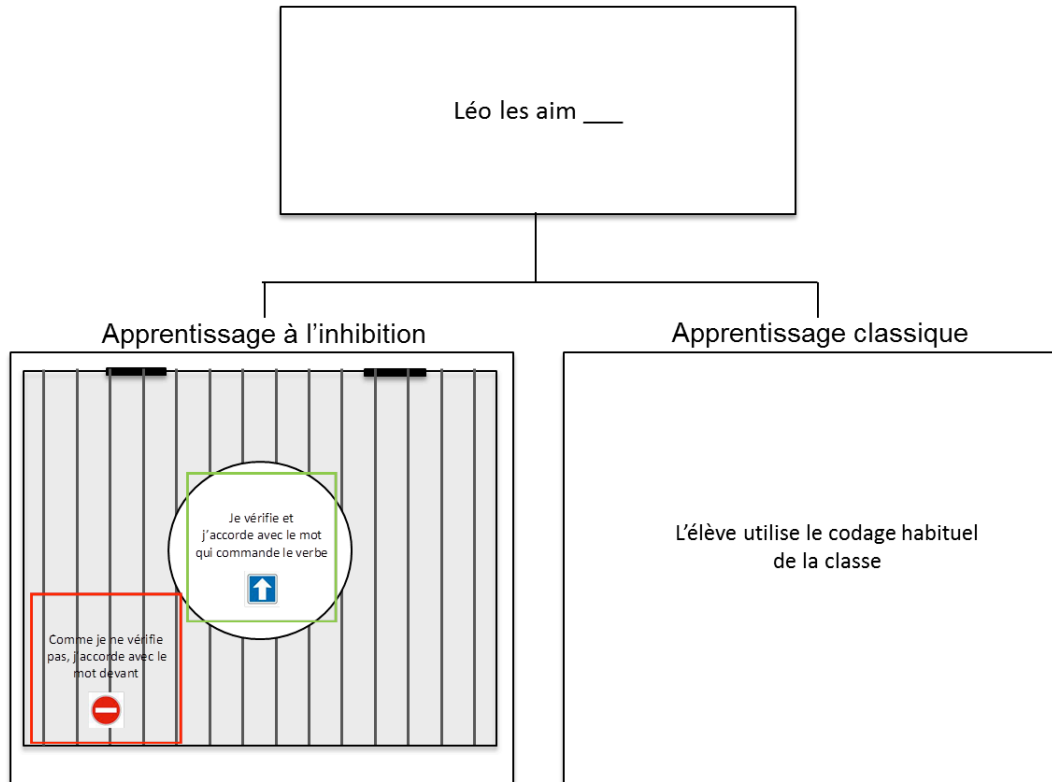 Léo les aim ___
Apprentissage à l'inhibition
Apprentissage classique
Je vérifie et
j'accorde avec le mot
qui commande le verbe
Comme je ne vérifie
pas, j'accorde avec le
mot devant
L'élève utilise le codage habituel
de la classe